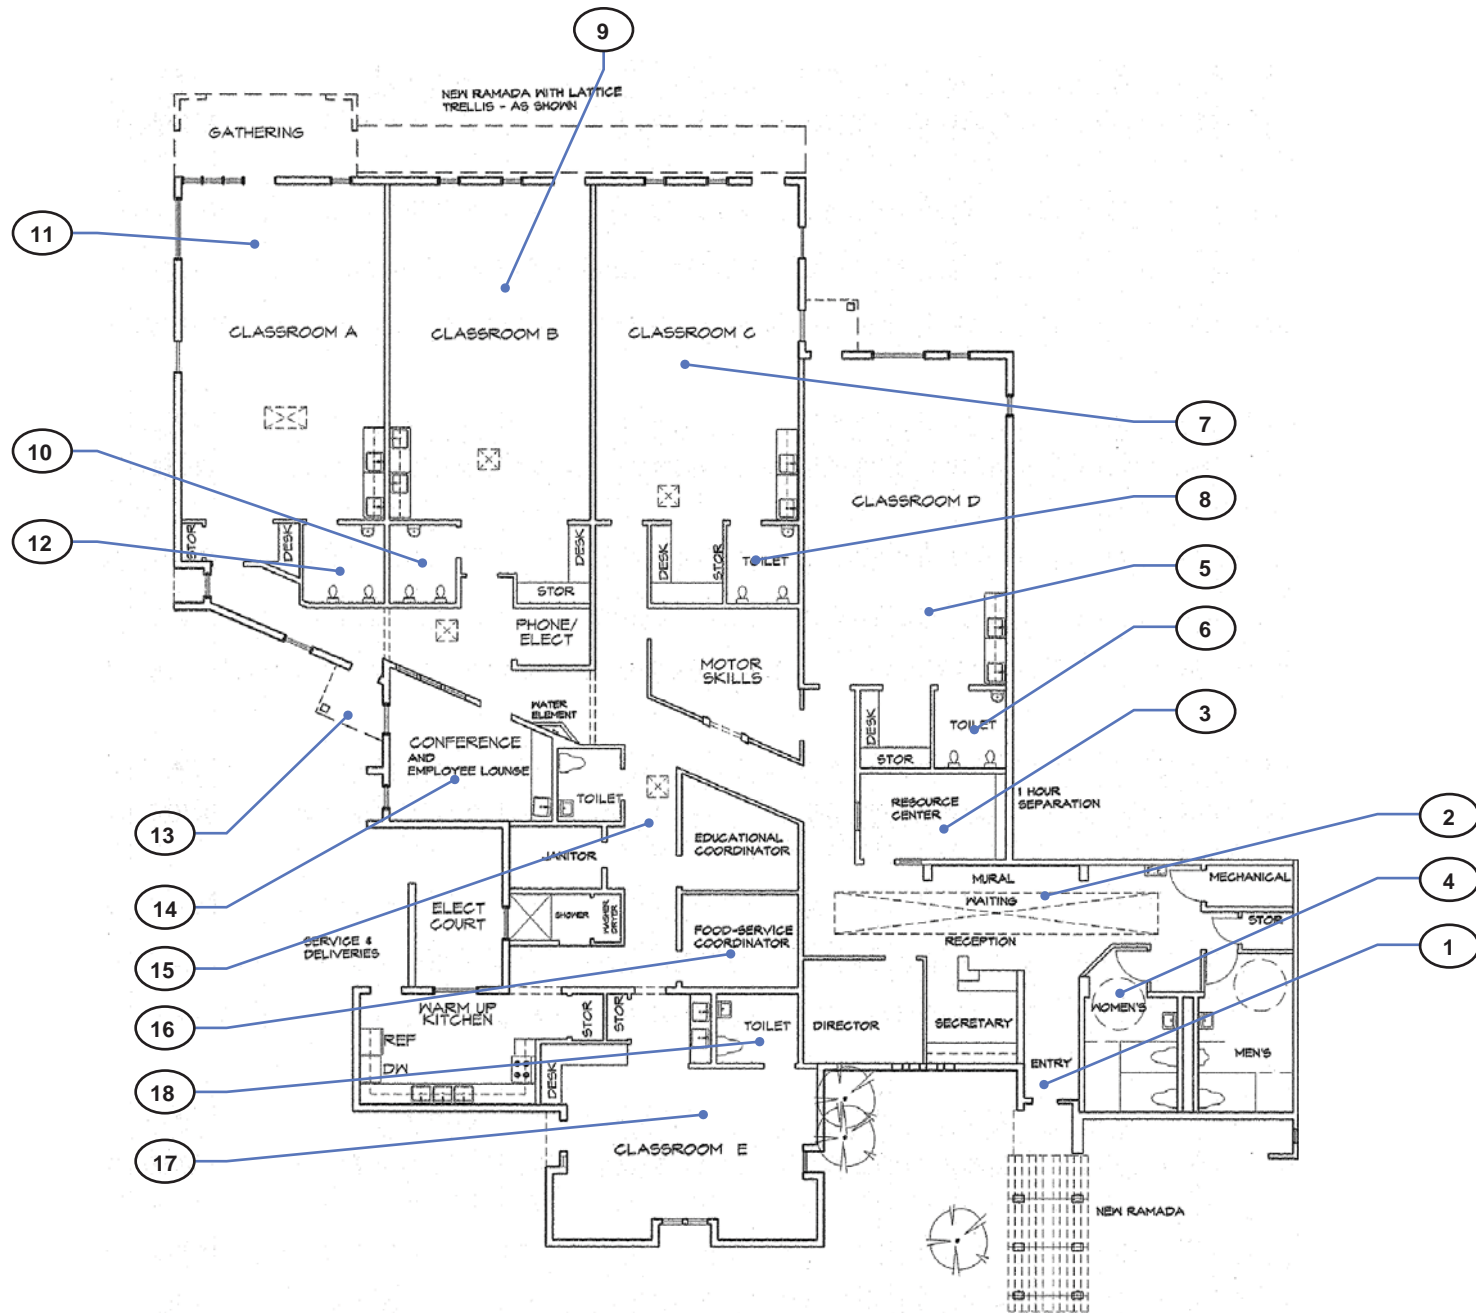 9
NEW RAMADA WITH LATTICE
TRELLIS - AS SHOWN
GATHERING
11
CLASSROOM A
CLASSROOM B
CLASSROOM C
7
10
CLASSROOM D
8
12
STOR
DESK
DESK
STOR
DESK
STOR
TOILET
5
PHONE/
ELECT
6
MOTOR
SKILLS
3
WATER
ELEMENT
DESK
TOILET
STOR
CONFERENCE
AND
EMPLOYEE LOUNGE
TOILET
13
RESOURCE
CENTER
1 HOUR
SEPARATION
2
EDUCATIONAL
COORDINATOR
JANITOR
MURAL
WAITING
RECEPTION
MECHANICAL
STOR
4
14
ELECT
COURT
SHOWER
WASHER
DRYER
FOOD-SERVICE
COORDINATOR
SERVICE &
DELIVERIES
15
1
WARM UP
KITCHEN
STOR
STOR
16
REF
DW
DESK
TOILET
DIRECTOR
SECRETARY
ENTRY
WOMEN'S
MEN'S
18
17
CLASSROOM E
NEW RAMADA